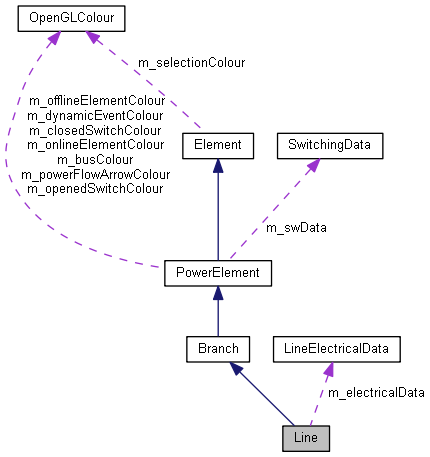 OpenGLColour
m_selectionColour
m_offlineElementColour
m_dynamicEventColour
m_closedSwitchColour
m_onlineElementColour
m_busColour
m_powerFlowArrowColour
m_openedSwitchColour
Element
SwitchingData
m_swData
PowerElement
Branch
LineElectricalData
m_electricalData
Line